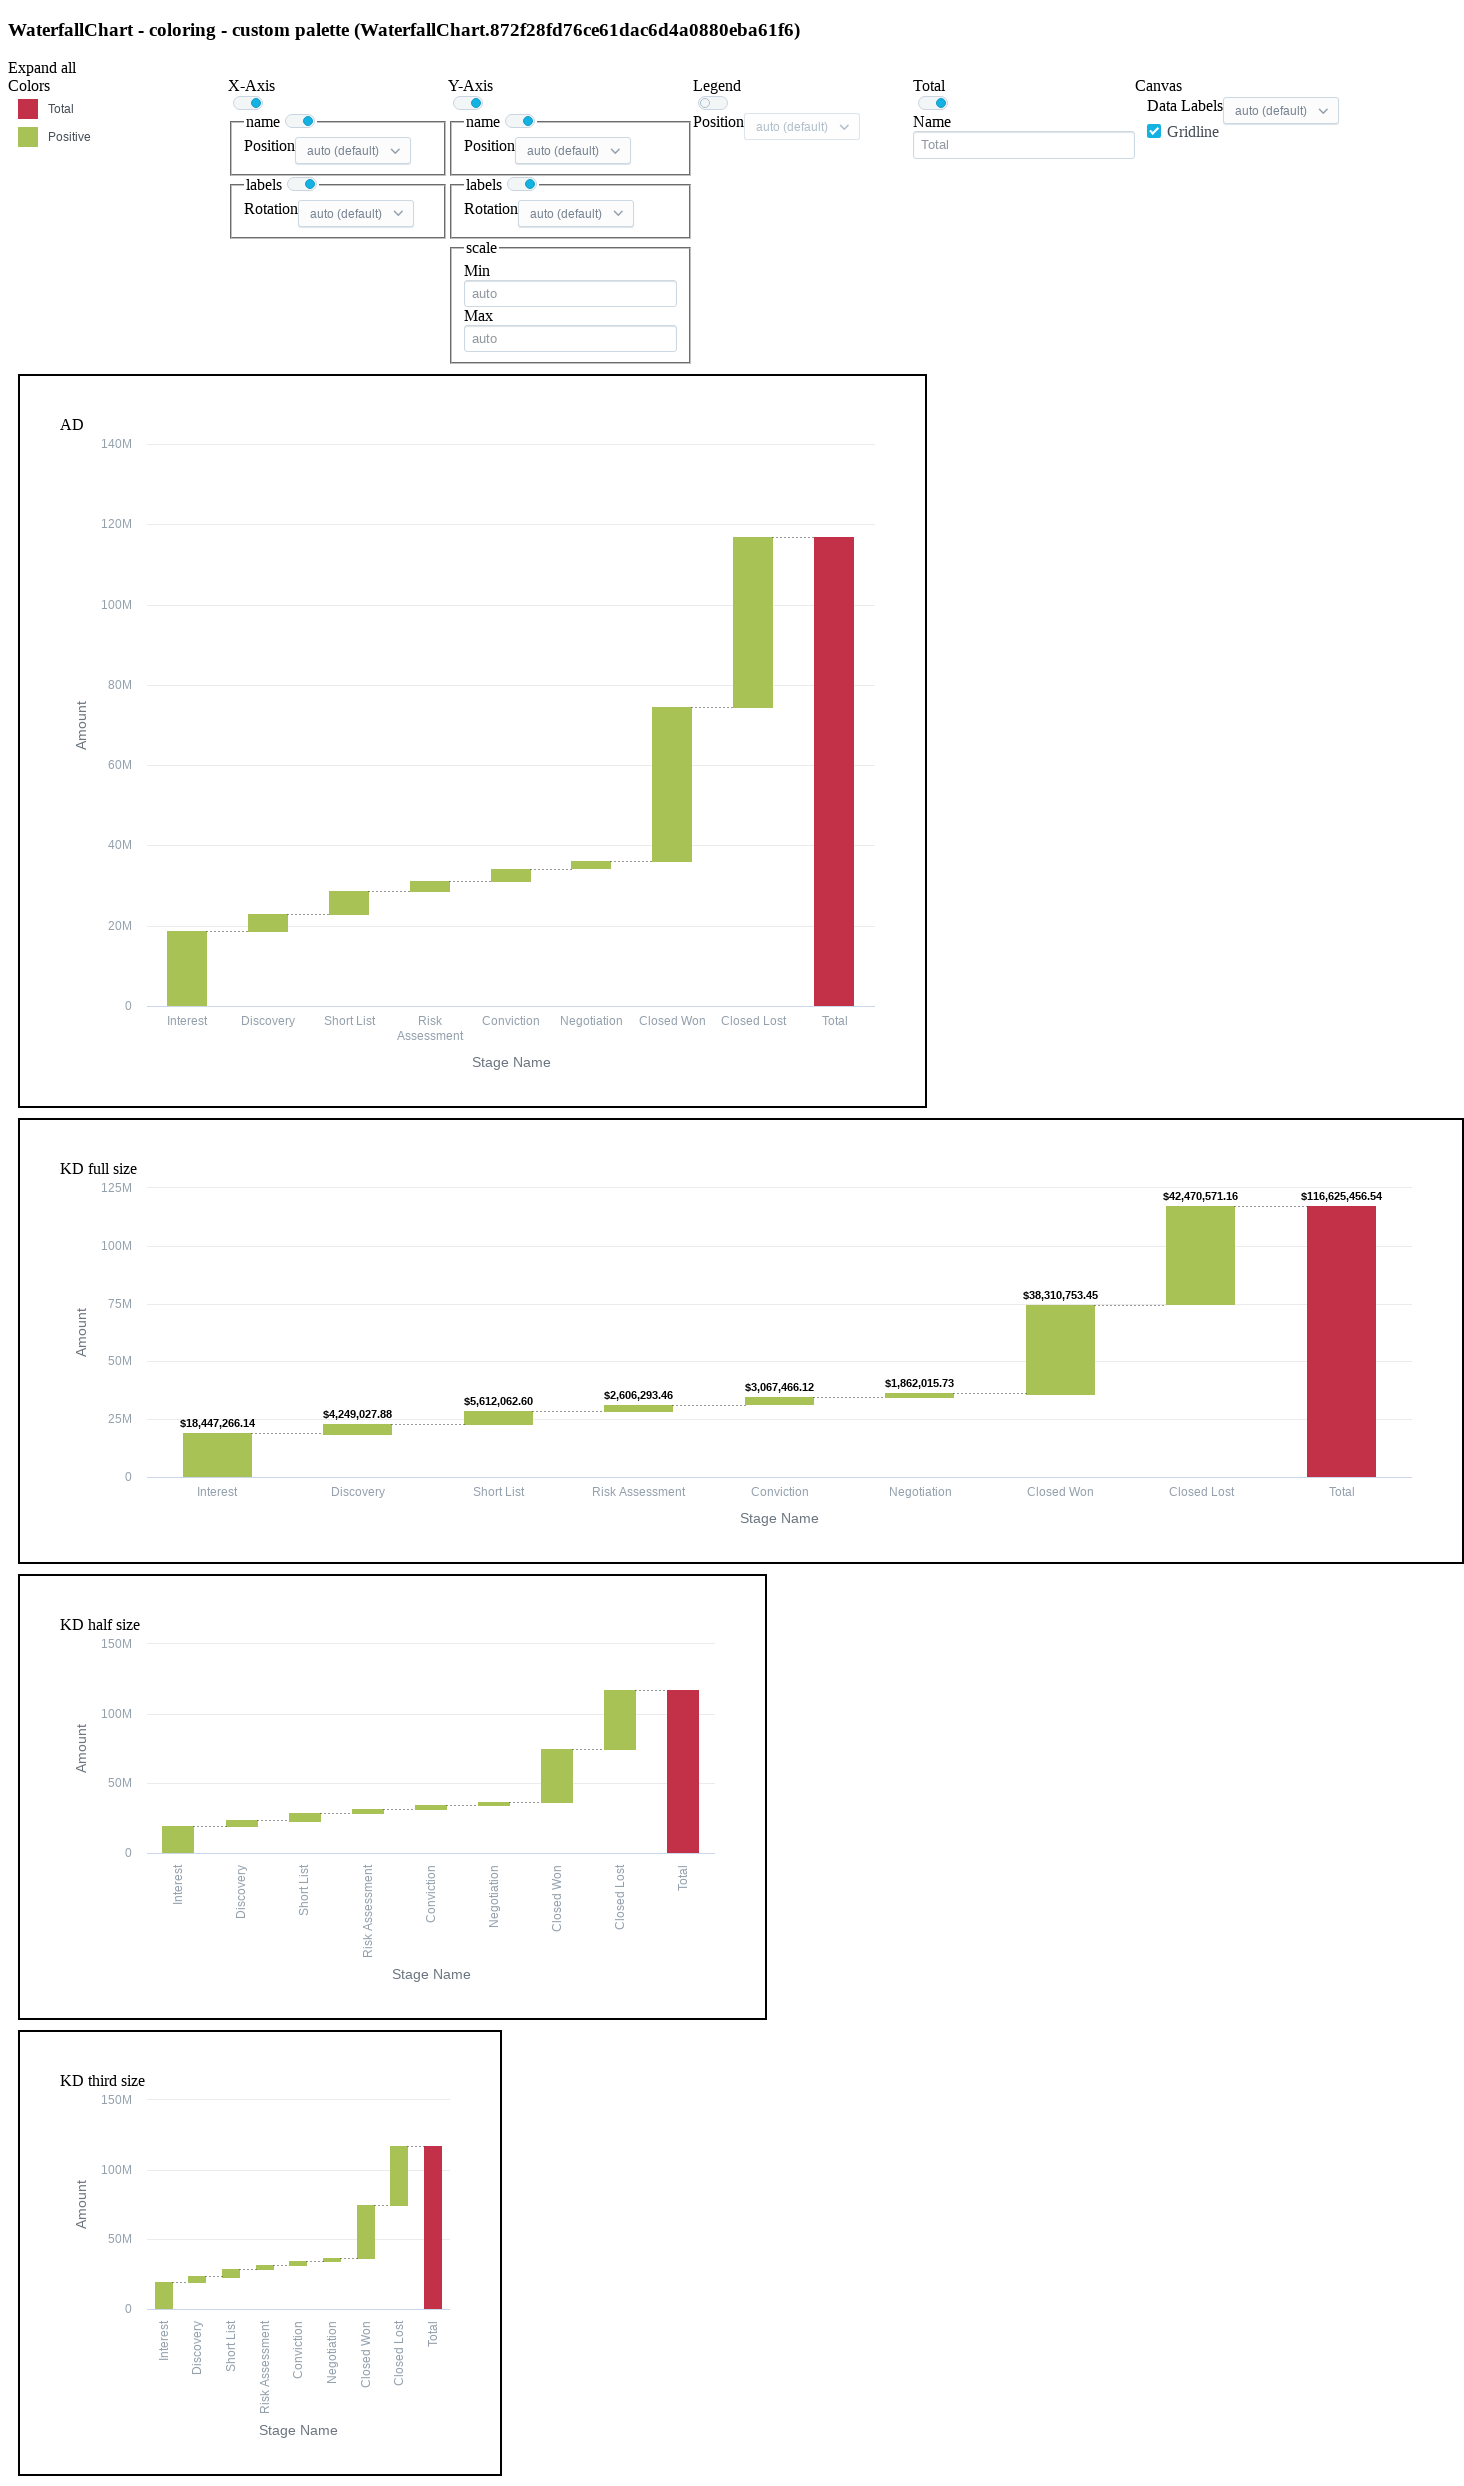 WaterfallChart - coloring - custom palette (WaterfallChart.872f28fd76ce61dac6d4a0880eba61f6)
Expand all
Colors
Total
Positive
X-Axis
name
Position auto (default)
labels
Rotation auto (default)
Y-Axis
name
Position auto (default)
labels
Rotation auto (default)
scale
Min
auto
Max
auto
Legend
Position auto (default)
Total
Name
Total
Canvas
Data Labels auto (default)
Gridline
AD
140M
120M
100M
80M
60M
40M
20M
0
Amount
Interest Discovery Short List Risk Assessment Conviction Negotiation Closed Won Closed Lost Total
Stage Name
KD full size
125M
100M
75M
50M
25M
0
Amount
$18,447,266.14
$4,249,027.88
$5,612,062.60
$2,606,293.46
$3,067,466.12
$1,862,015.73
$38,310,753.45
$42,470,571.16
$116,625,456.54
Interest Discovery Short List Risk Assessment Conviction Negotiation Closed Won Closed Lost Total
Stage Name
KD half size
150M
100M
50M
0
Amount
Interest
Discovery
Short List
Risk Assessment
Conviction
Negotiation
Closed Won
Closed Lost
Total
Stage Name
KD third size
150M
100M
50M
0
Amount
Interest
Discovery
Short List
Risk Assessment
Conviction
Negotiation
Closed Won
Closed Lost
Total
Stage Name